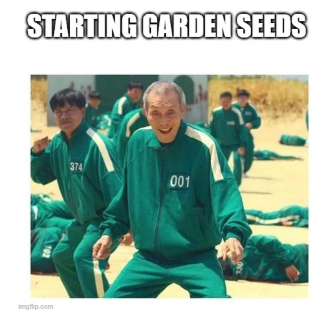 STARTING GARDEN SEEDS
374
001
imgflip.com